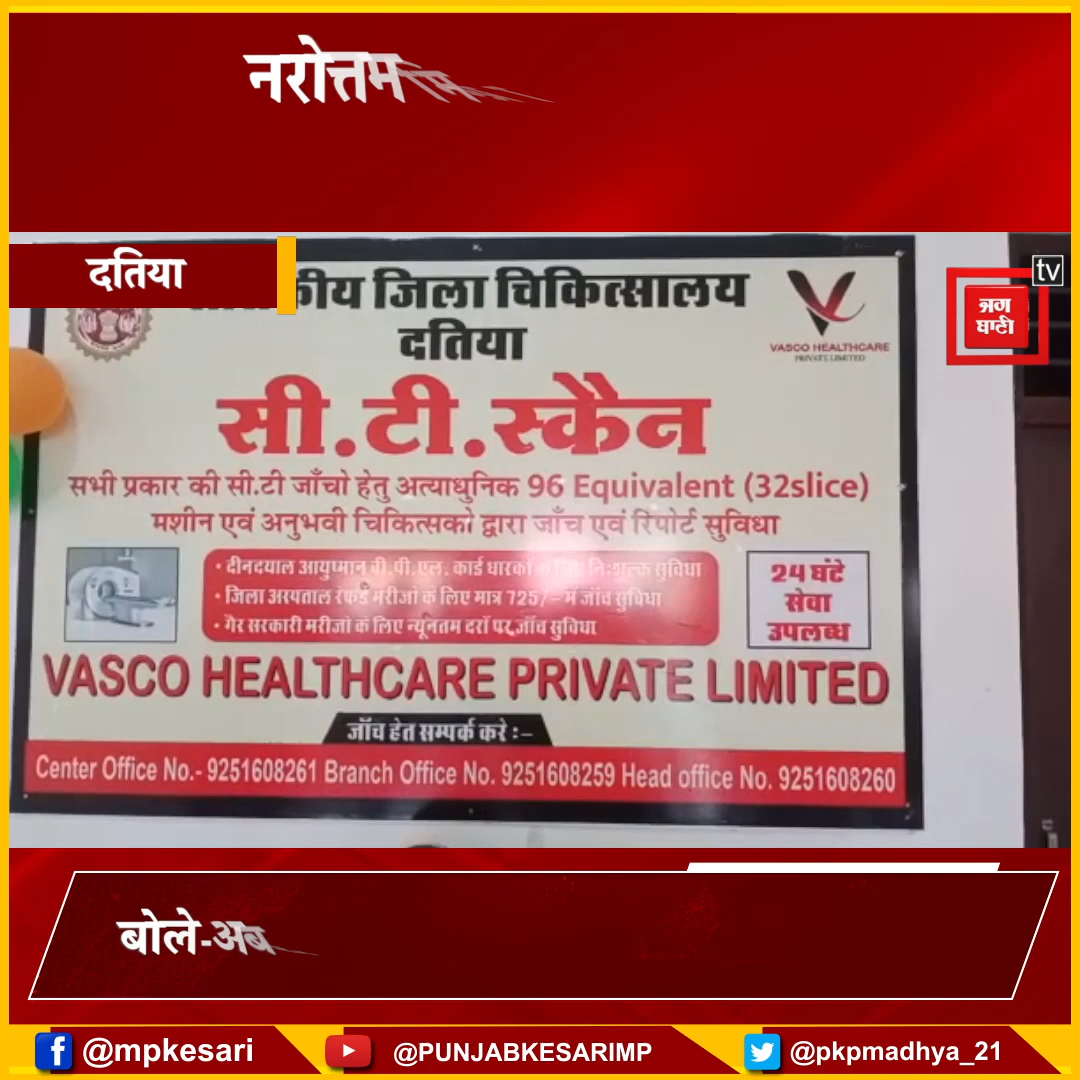 नरोत्तम
दतिया
tv
ਜਗ
ਬਾਣੀ
जिला चिकित्सालय
दतिया
VASCO HEALTHCARE
PRIVATE LIMITED
सी.टी.स्कैन
सभी प्रकार की सी.टी जाँचो हेतु अत्याधुनिक 96 Equivalent (32slice)
मशीन एवं अनुभवी चिकित्सको द्वारा जाँच एवं रिपोर्ट सुविधा
• दीनदयाल आयुष्मान बी.पी.एल. कार्ड धारकों के लिए निःशुल्क सुविधा
• जिला अस्पताल रेफर्ड मरीजो के लिए मात्र 725/- में जाँच सुविधा
• गैर सरकारी मरीजो के लिए न्यूनतम दरों पर जाँच सुविधा
24 घंटे
सेवा
उपलब्ध
VASCO HEALTHCARE PRIVATE LIMITED
जाँच हेतु सम्पर्क करे :-
Center Office No.- 9251608261 Branch Office No. 9251608259 Head office No. 9251608260
बोले-अब
@mpkesari
@PUNJABKESARIMP
@pkpmadhya_21